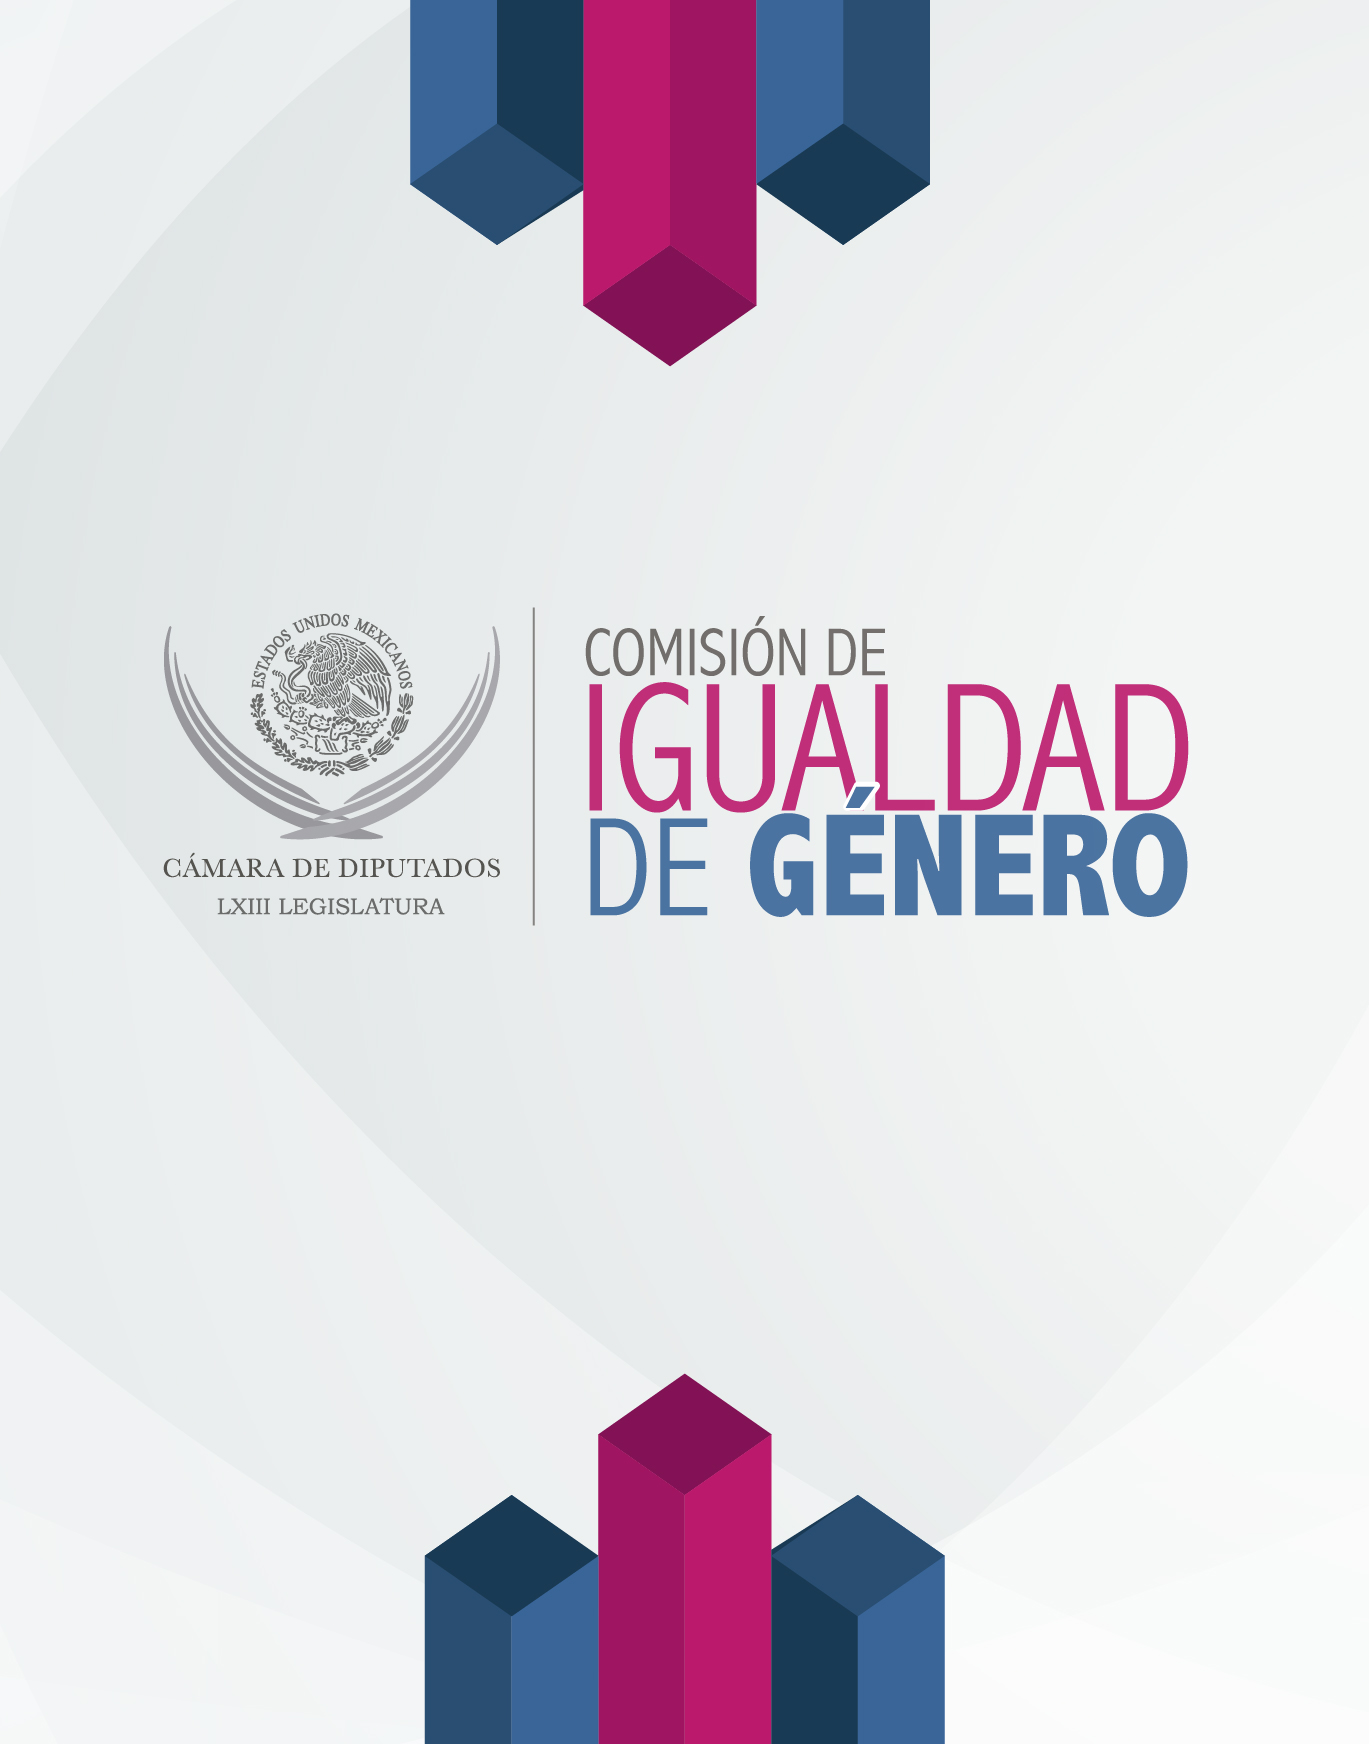 ESTADOS UNIDOS MEXICANOS
CÁMARA DE DIPUTADOS
LXIII LEGISLATURA
COMISIÓN DE
IGUALDAD
DE GÉNERO